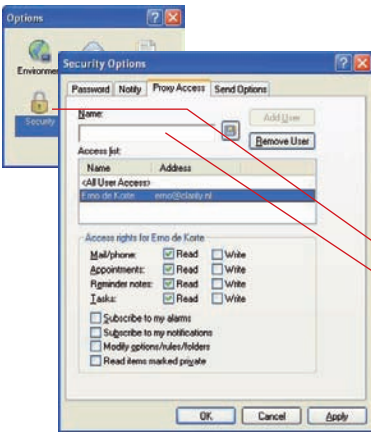 Options
Environme
Security
Security Options
Password Notify Proxy Access Send Options
Name:
Add User
Remove User
Access list:
Name Address
<All User Access>
Erno de Korte erno@clarity.nl
Access rights for Erno de Korte
Mail/phone: Read Write
Appointments: Read Write
Reminder notes: Read Write
Tasks: Read Write
Subscribe to my alarms
Subscribe to my notifications
Modify options/rules/folders
Read items marked private
OK Cancel Apply